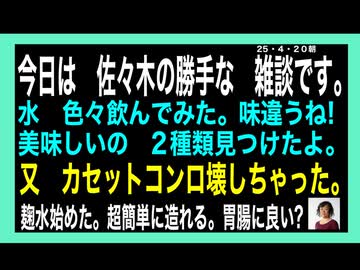 25・4・20朝
今日は 佐々木の勝手な 雑談です。
水 色々飲んでみた。味違うね!
美味しいの 2種類見つけたよ。
又 カセットコンロ壊しちゃった。
麹水始めた。超簡単に造れる。胃腸に良い?